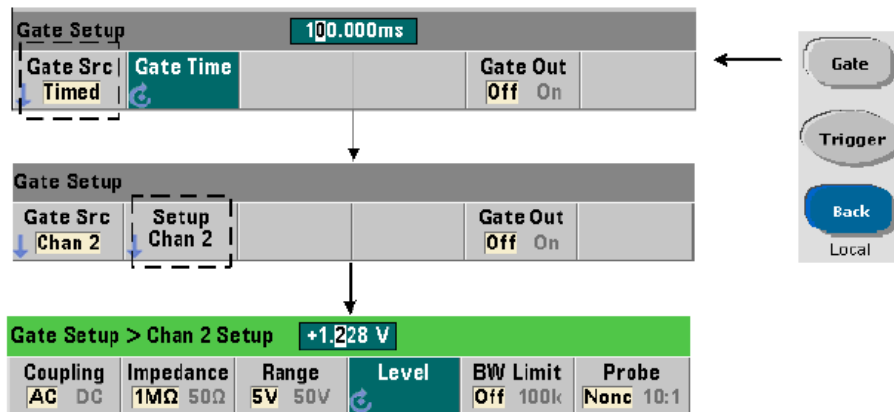 Gate Setup 100.000ms
Gate Src Gate Time Gate Out
Timed Off On
Gate
Trigger
Back
Local
Gate Setup
Gate Src Setup Gate Out
Chan 2 Chan 2 Off On
Gate Setup > Chan 2 Setup +1.228 V
Coupling Impedance Range Level BW Limit Probe
AC DC 1MΩ 50Ω 5V 50V Off 100k None 10:1